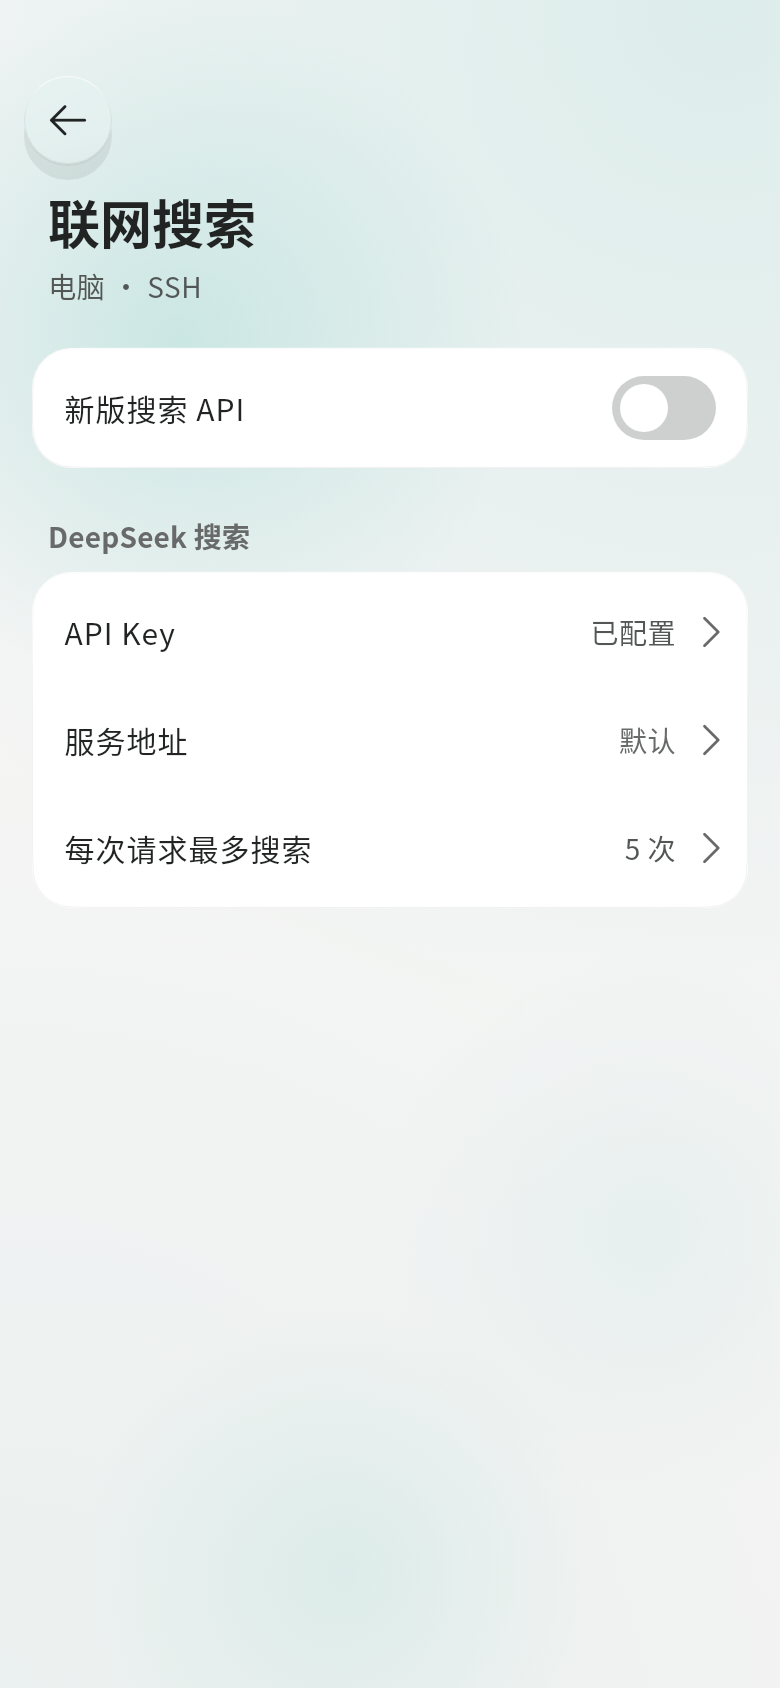 联网搜索
电脑 · SSH
新版搜索 API
DeepSeek 搜索
API Key 已配置
服务地址 默认
每次请求最多搜索 5 次